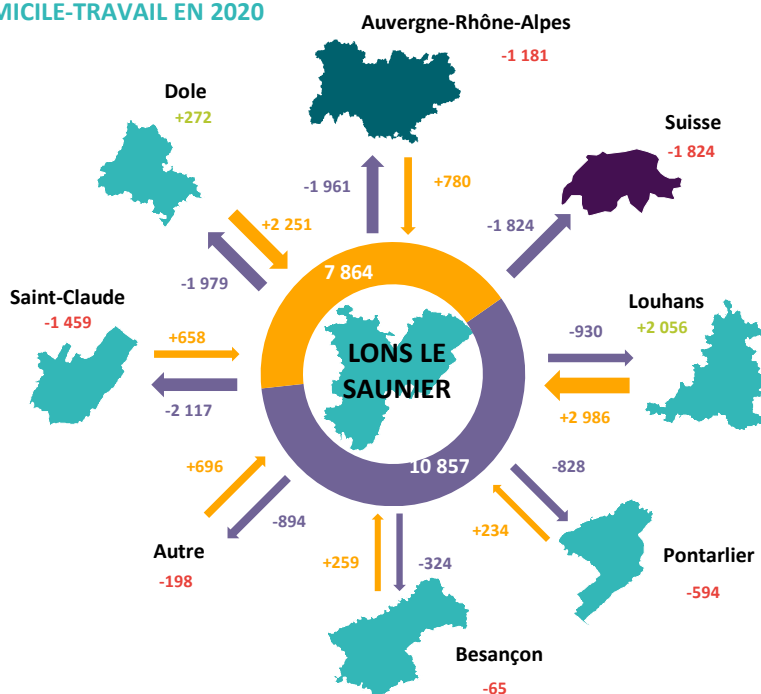 MICILE-TRAVAIL EN 2020
Auvergne-Rhône-Alpes
-1 181
Dole
+272
Suisse
-1 824
-1 961
+780
+2 251
-1 824
-1 979
7 864
Saint-Claude
-1 459
Louhans
+2 056
+658
-930
LONS LE
SAUNIER
-2 117
+2 986
10 857
+696
-828
-894
+234
Autre
-198
+259
-324
Pontarlier
-594
Besançon
-65